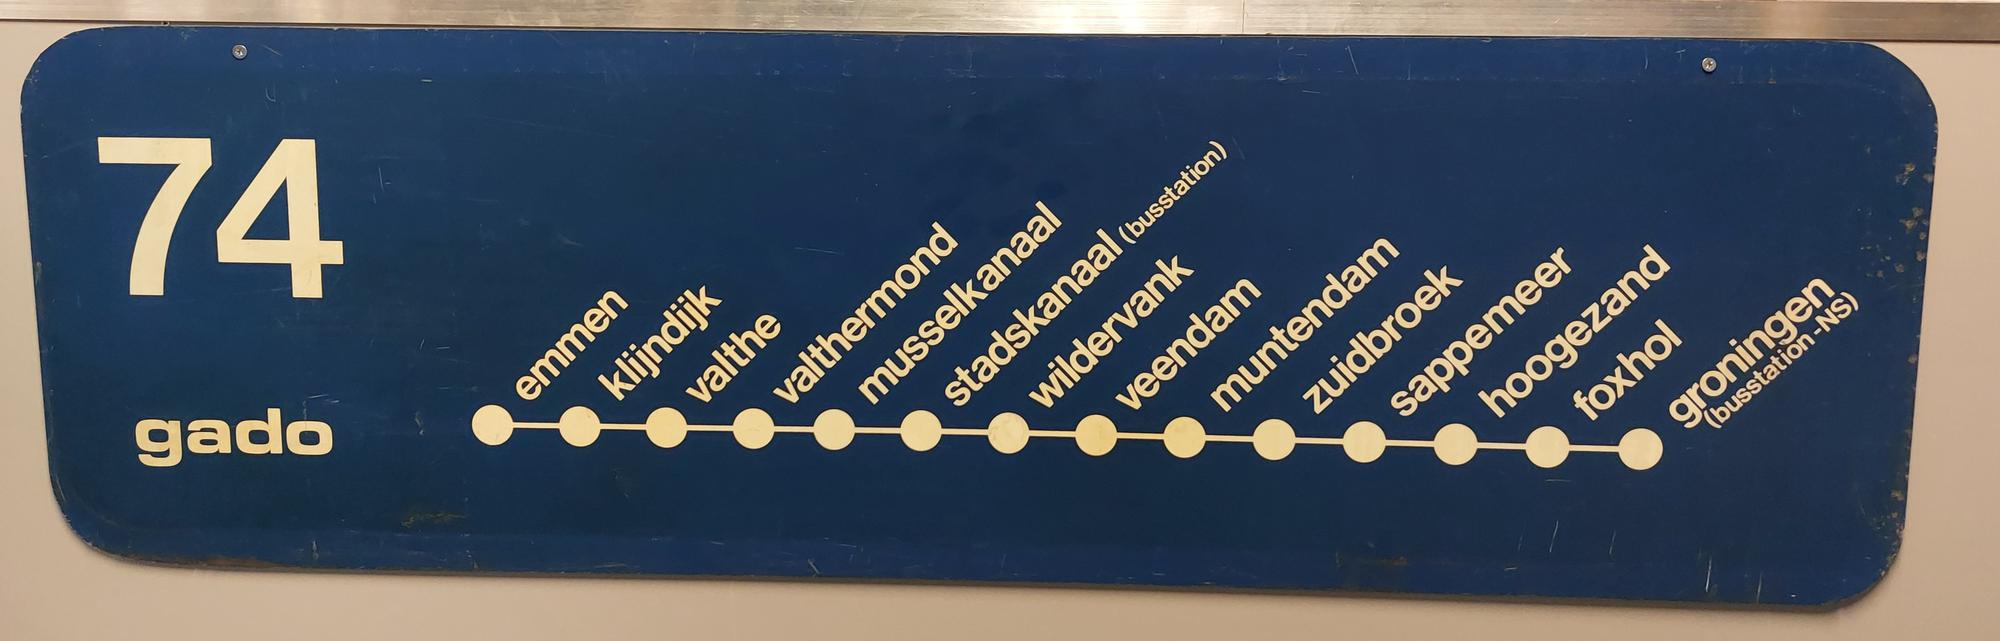 74
gado
emmen
klijndijk
valthe
valthermond
musselkanaal
stadskanaal (busstation)
wildervank
veendam
muntendam
zuidbroek
sappemeer
hoogezand
foxhol
groningen
(busstation-NS)